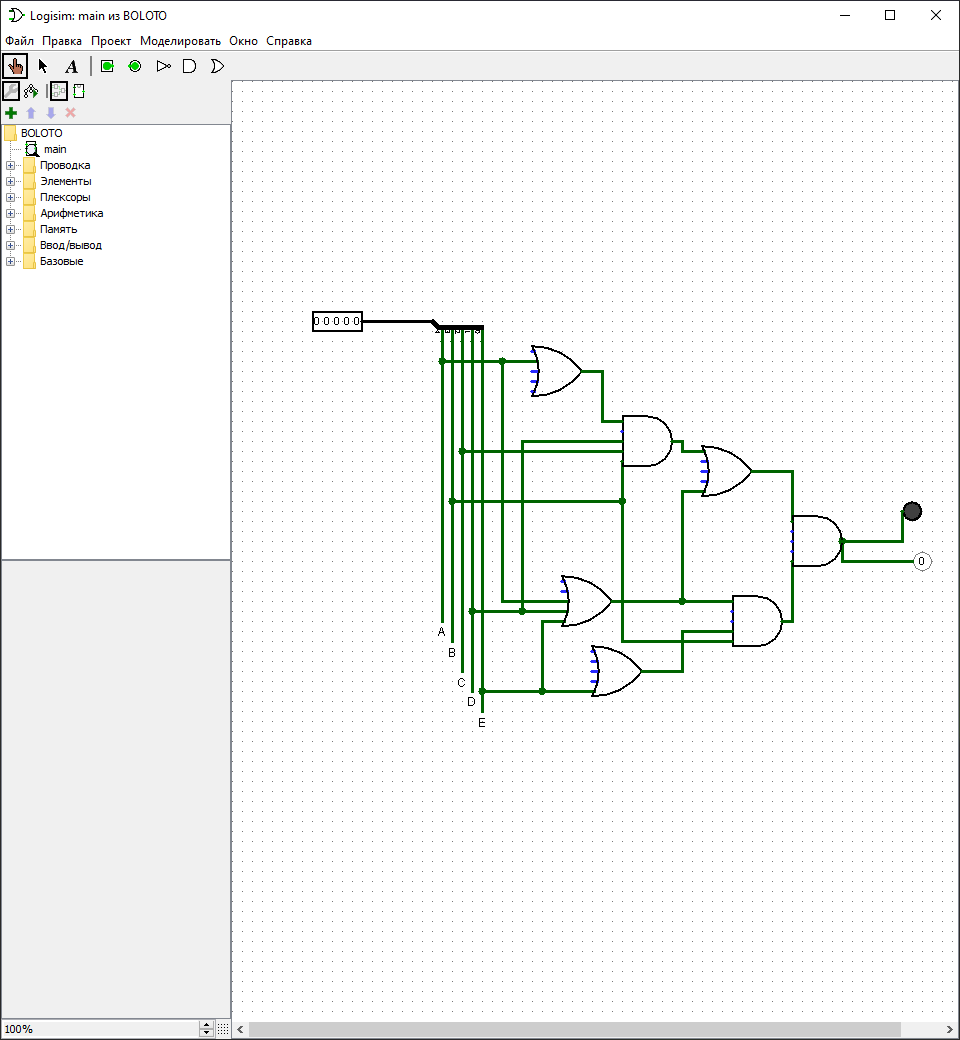 Logisim: main из BOLOTO
Файл Правка Проект Моделировать Окно Справка
A
BOLOTO
main
Проводка
Элементы
Плексоры
Арифметика
Память
Ввод/вывод
Базовые
0 0 0 0 0
0
A
B
C
D
E
100%